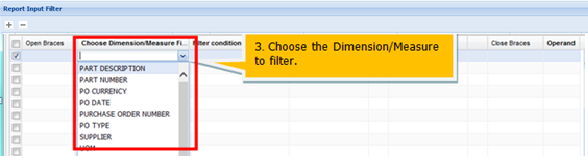 Report Input Filter
Open Braces Choose Dimension/Measure Fi... Filter condition Close Braces Operand
3. Choose the Dimension/Measure
to filter.
PART DESCRIPTION
PART NUMBER
PO CURRENCY
PO DATE
PURCHASE ORDER NUMBER
PO TYPE
SUPPLIER
UOM